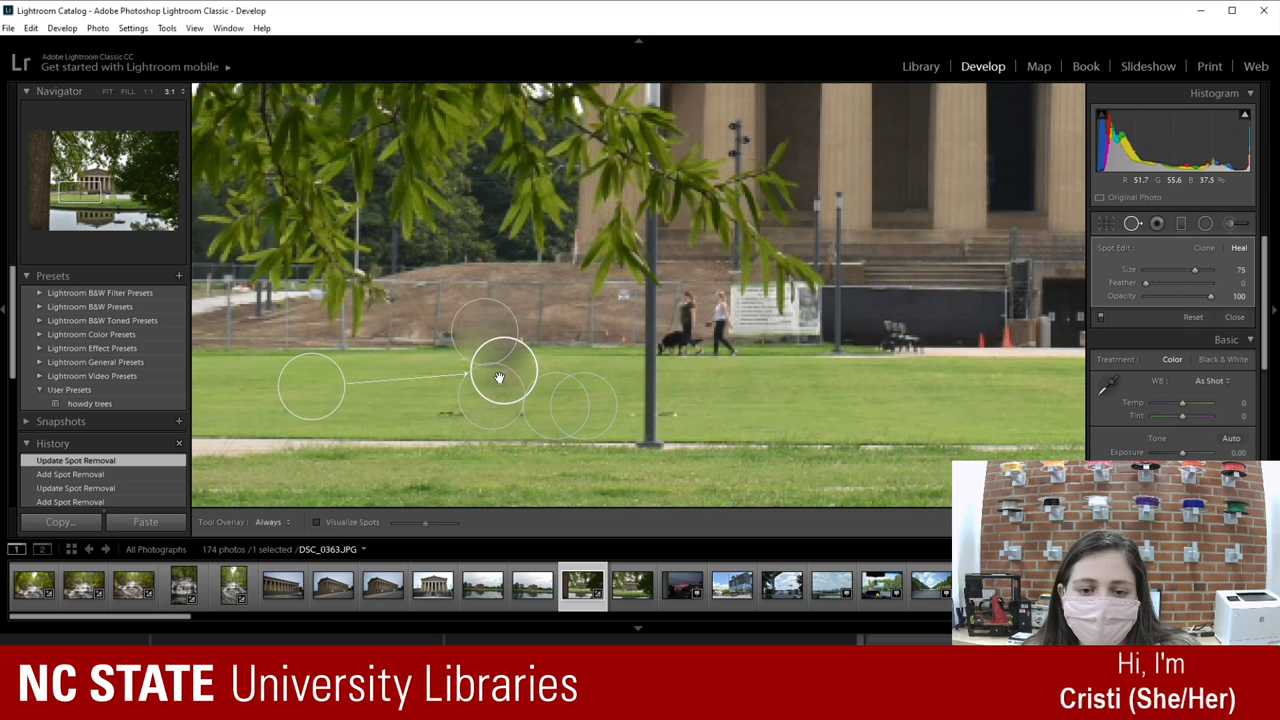 Lightroom Catalog - Adobe Photoshop Lightroom Classic - Develop
File Edit Develop Photo Settings Tools View Window Help
Lr
Adobe Lightroom Classic CC
Get started with Lightroom mobile
Library | Develop | Map | Book | Slideshow | Print | Web
Navigator FIT FILL 1:1 3:1
Presets
Lightroom B&W Filter Presets
Lightroom B&W Presets
Lightroom B&W Toned Presets
Lightroom Color Presets
Lightroom Effect Presets
Lightroom General Presets
Lightroom Video Presets
User Presets
howdy trees
Snapshots
History
Update Spot Removal
Add Spot Removal
Update Spot Removal
Add Spot Removal
Copy... Paste
Histogram
R 51.7 G 55.6 B 37.5 %
Original Photo
Spot Edit: Clone Heal
Size 75
Feather 0
Opacity 100
Reset Close
Basic
Treatment: Color Black & White
WB: As Shot
Temp 0
Tint 0
Tone Auto
Exposure 0.00
Tool Overlay: Always Visualize Spots
1 2 All Photographs 174 photos / 1 selected / DSC_0363.JPG
NC STATE University Libraries
Hi, I'm
Cristi (She/Her)